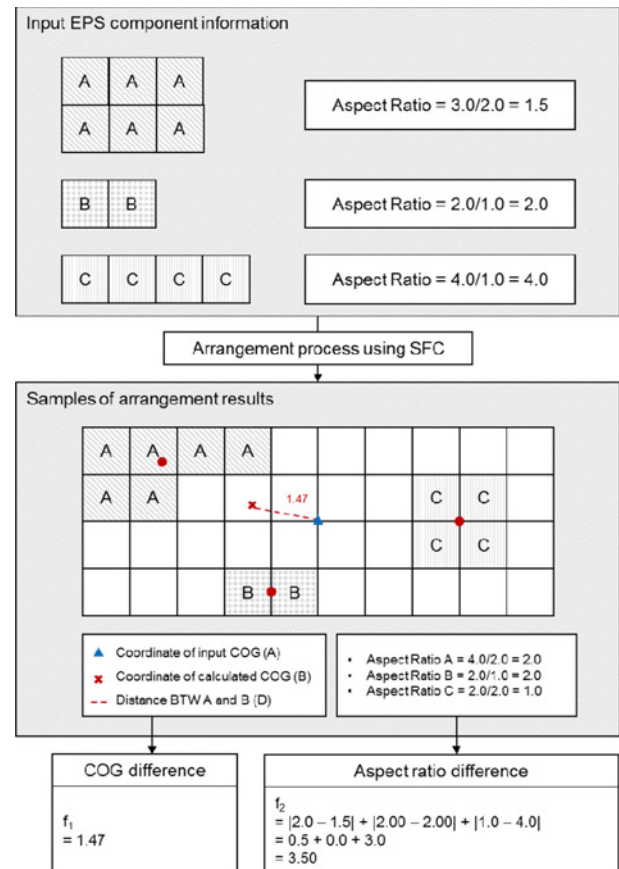 Input EPS component information
A A A
A A A
Aspect Ratio = 3.0/2.0 = 1.5
B B
Aspect Ratio = 2.0/1.0 = 2.0
C C C C
Aspect Ratio = 4.0/1.0 = 4.0
Arrangement process using SFC
Samples of arrangement results
A A A A
A A
1.47
C C
C C
B B
Coordinate of input COG (A)
Coordinate of calculated COG (B)
Distance BTW A and B (D)
• Aspect Ratio A = 4.0/2.0 = 2.0
• Aspect Ratio B = 2.0/1.0 = 2.0
• Aspect Ratio C = 2.0/2.0 = 1.0
COG difference
f1
= 1.47
Aspect ratio difference
f2
= |2.0 – 1.5| + |2.00 – 2.00| + |1.0 – 4.0|
= 0.5 + 0.0 + 3.0
= 3.50